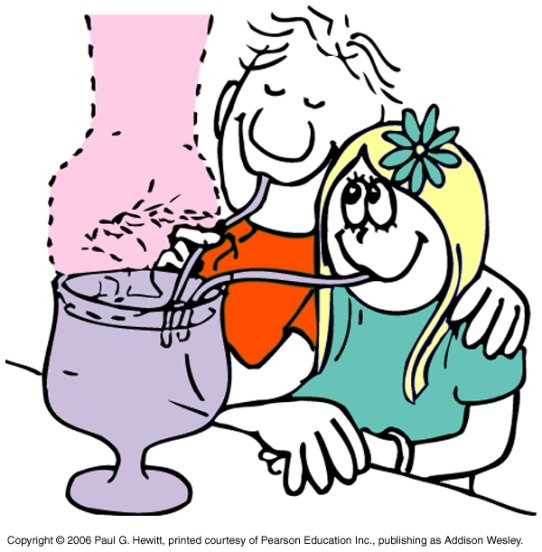 Copyright © 2006 Paul G. Hewitt, printed courtesy of Pearson Education Inc., publishing as Addison Wesley.